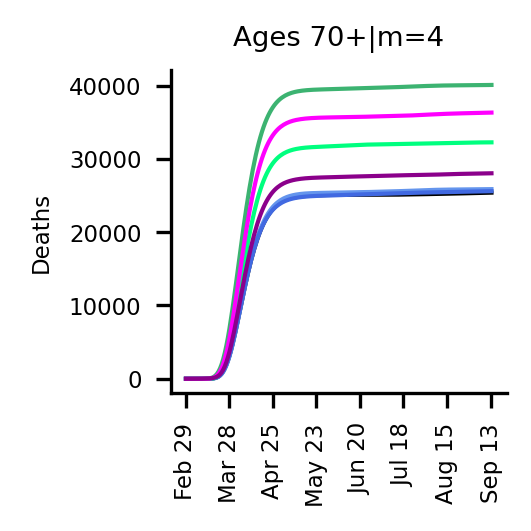 Ages 70+|m=4
Deaths
40000
30000
20000
10000
0
Feb 29
Mar 28
Apr 25
May 23
Jun 20
Jul 18
Aug 15
Sep 13